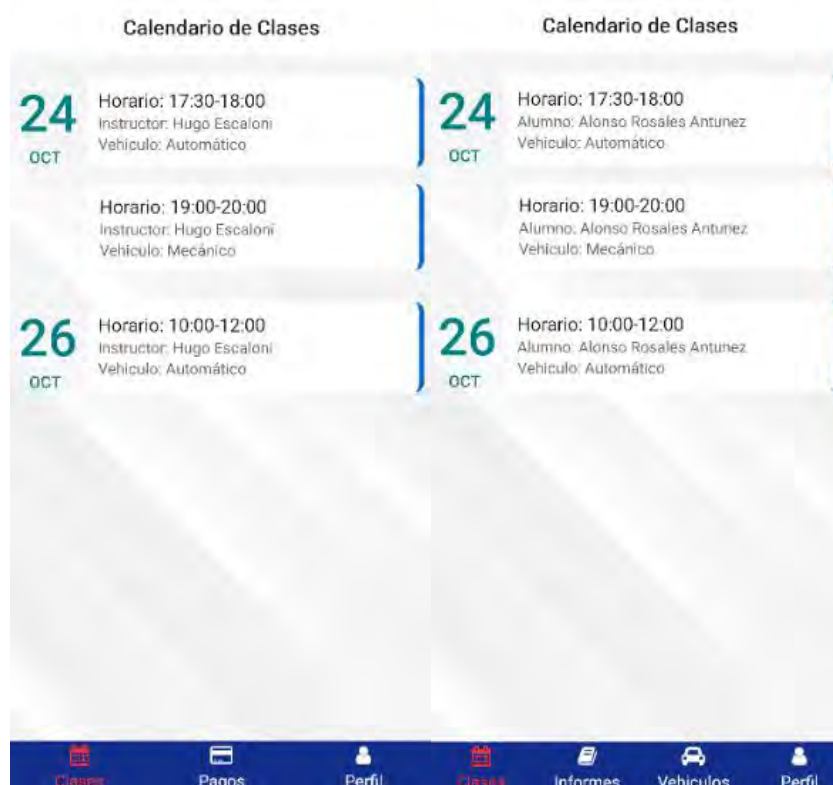 Calendario de Clases
24
OCT
Horario: 17:30-18:00
Instructor: Hugo Escaloni
Vehiculo: Automático
Horario: 19:00-20:00
Instructor: Hugo Escaloni
Vehiculo: Mecánico
26
OCT
Horario: 10:00-12:00
Instructor: Hugo Escaloni
Vehiculo: Automático
Clases
Pagos
Perfil
Calendario de Clases
24
OCT
Horario: 17:30-18:00
Alumno: Alonso Rosales Antunez
Vehiculo: Automático
Horario: 19:00-20:00
Alumno: Alonso Rosales Antunez
Vehiculo: Mecánico
26
OCT
Horario: 10:00-12:00
Alumno: Alonso Rosales Antunez
Vehiculo: Automático
Clases
Informes
Vehiculos
Perfil